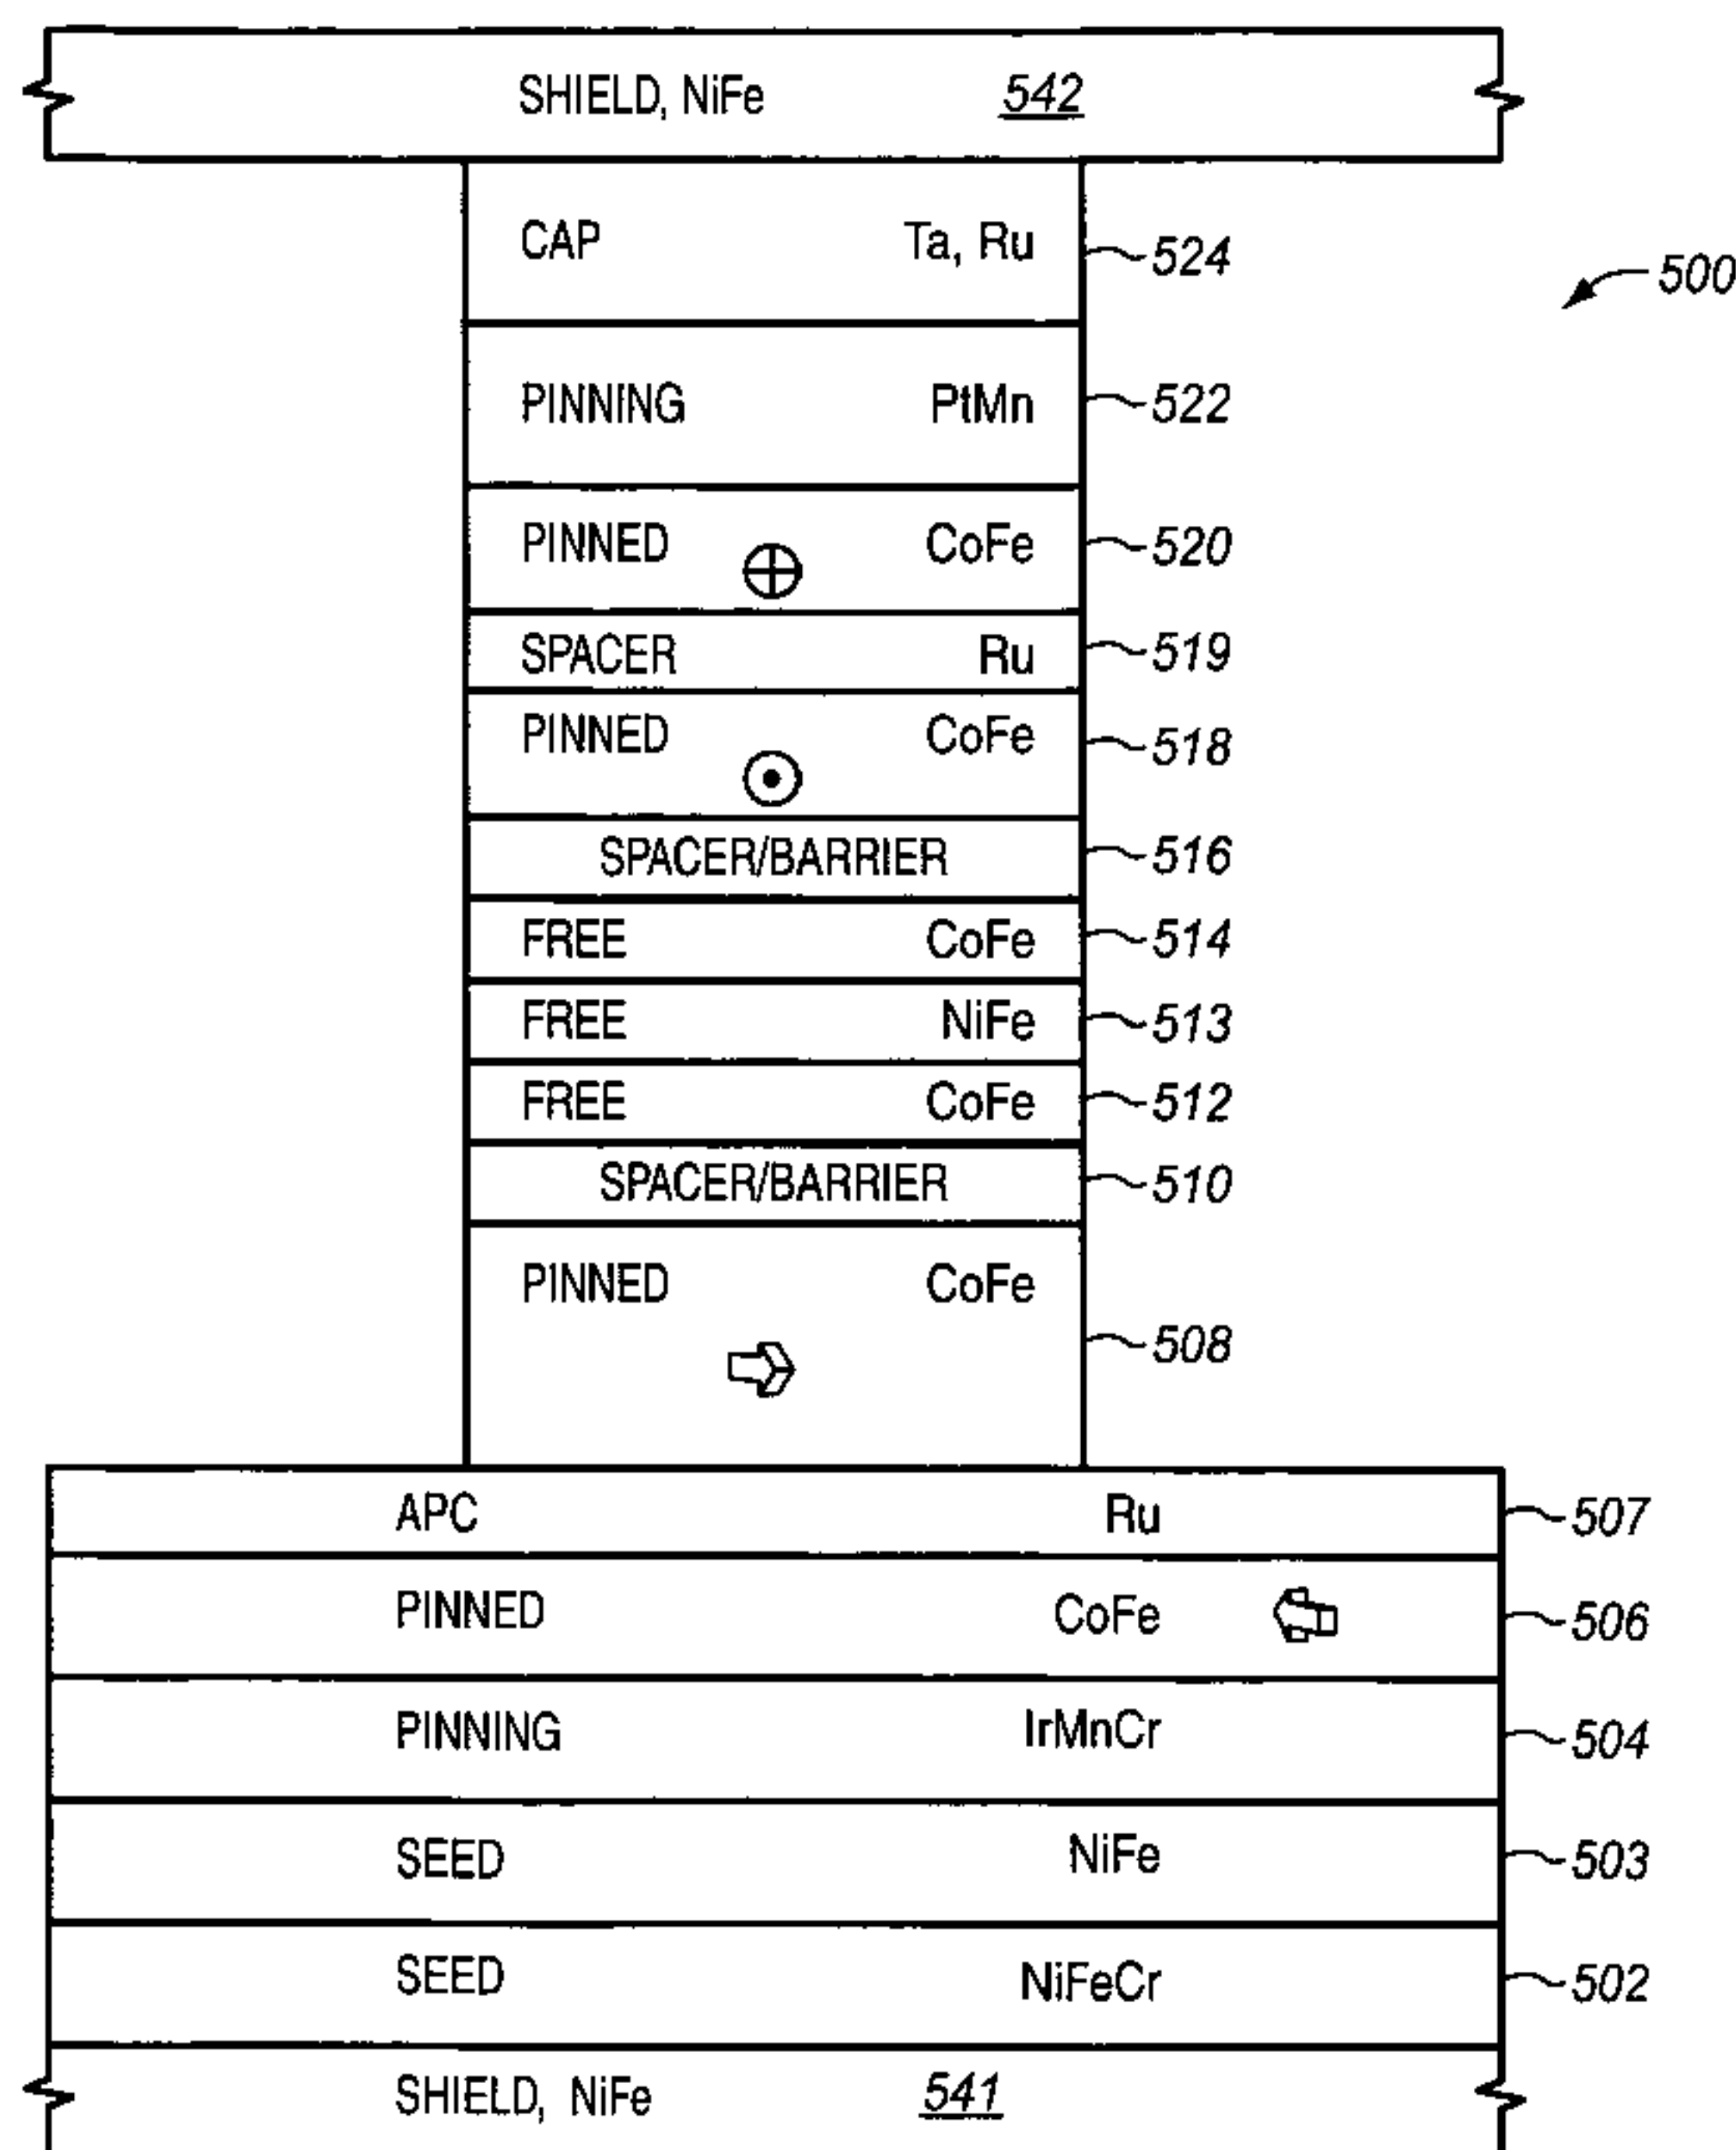 SHIELD, NiFe 542
CAP Ta, Ru 524
500
PINNING PtMn 522
PINNED CoFe 520
SPACER Ru 519
PINNED CoFe 518
SPACER/BARRIER 516
FREE CoFe 514
FREE NiFe 513
FREE CoFe 512
SPACER/BARRIER 510
PINNED CoFe
508
APC Ru 507
PINNED CoFe 506
PINNING IrMnCr 504
SEED NiFe 503
SEED NiFeCr 502
SHIELD, NiFe 541